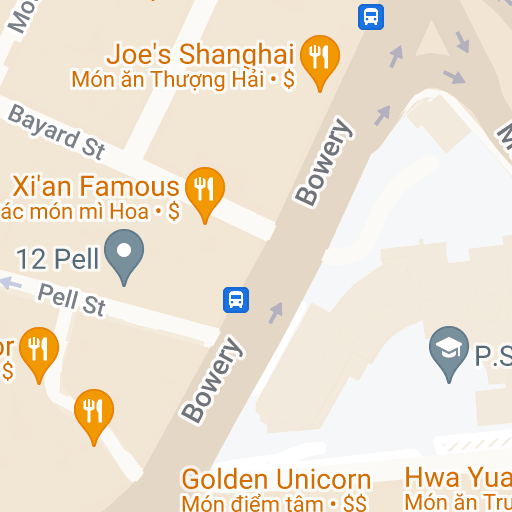 Joe's Shanghai
Món ăn Thượng Hải • $
Bayard St
Bowery
Xi'an Famous
ác món mì Hoa • $
12 Pell
Pell St
or
$
Bowery
P.S
Golden Unicorn
Món điểm tâm • $$
Hwa Yua
Món ăn Tru